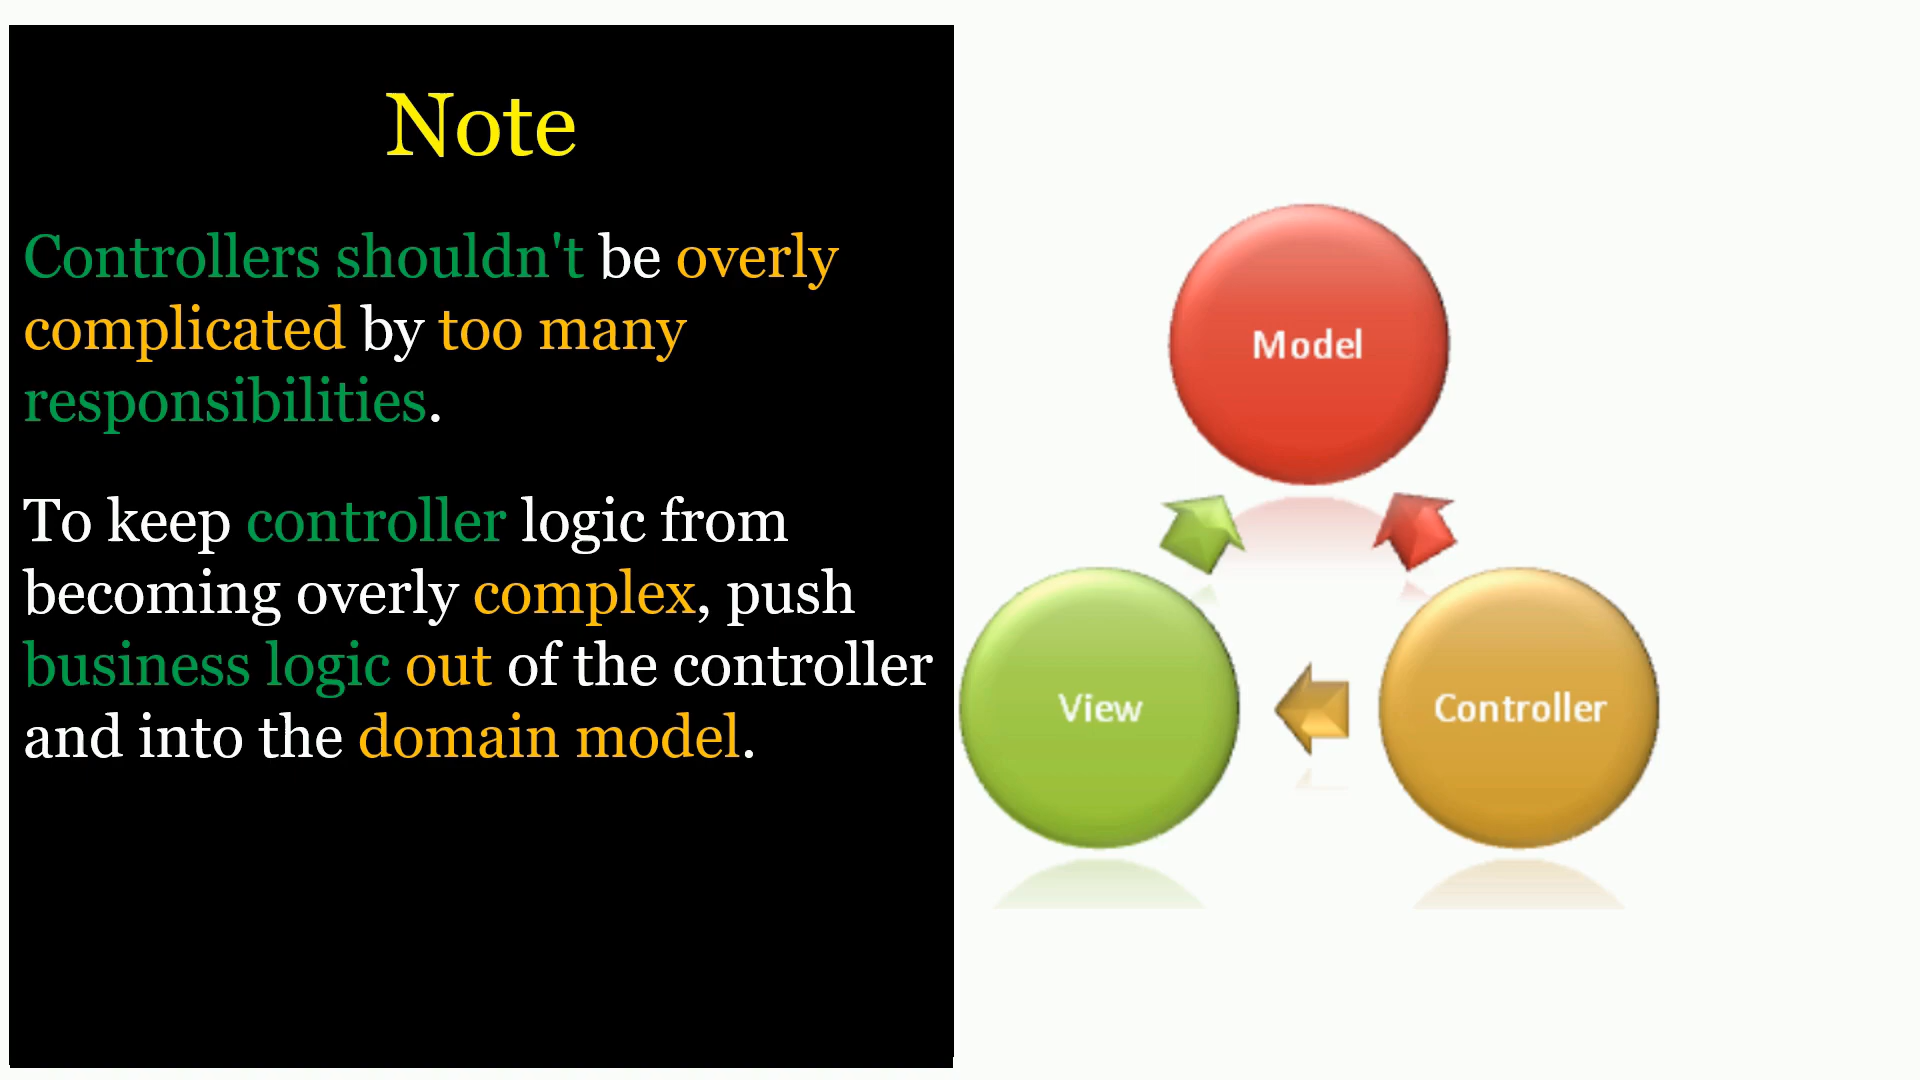 Note
Controllers shouldn't be overly
complicated by too many
responsibilities.
To keep controller logic from
becoming overly complex, push
business logic out of the controller
and into the domain model.
Model
View
Controller